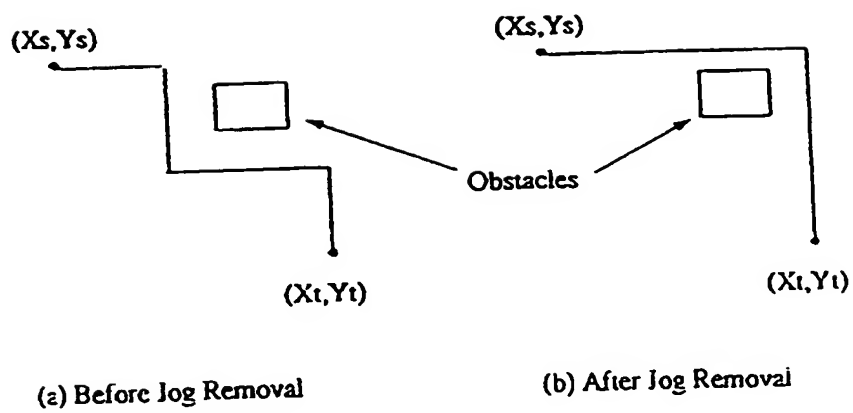 (Xs,Ys)
(Xs,Ys)
Obstacles
(Xt,Yt)
(Xt,Yt)
(a) Before Jog Removal
(b) After Jog Removal